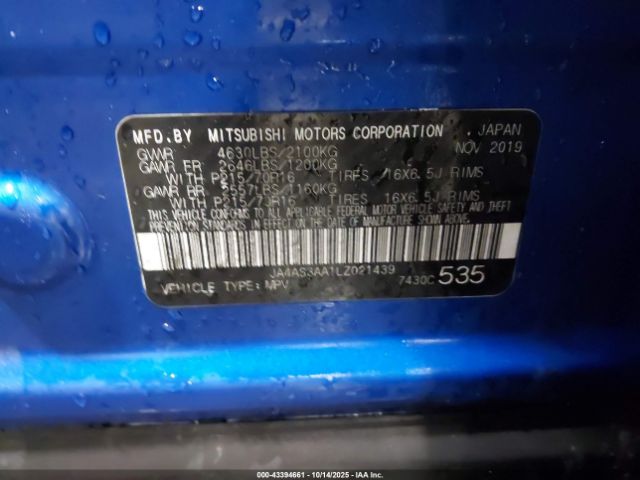 MFD.BY MITSUBISHI MOTORS CORPORATION JAPAN
GVWR 4630LBS/2100KG NOV 2019
GAWR FR 2646LBS/1200KG
WITH P215/70R16 TIRES, 16X6.5J RIMS
GAWR RR 2557LBS/1160KG
WITH P215/70R16 TIRES, 16X6.5J RIMS
THIS VEHICLE CONFORMS TO ALL APPLICABLE FEDERAL MOTOR VEHICLE SAFETY AND
THEFT PREVENTION STANDARDS IN EFFECT ON THE DATE OF MANUFACTURE SHOWN ABOVE.
JA4AS3AA1LZ021439
VEHICLE TYPE:MPV 7430C 535
000-43394661 | 10/14/2025 | IAA Inc.